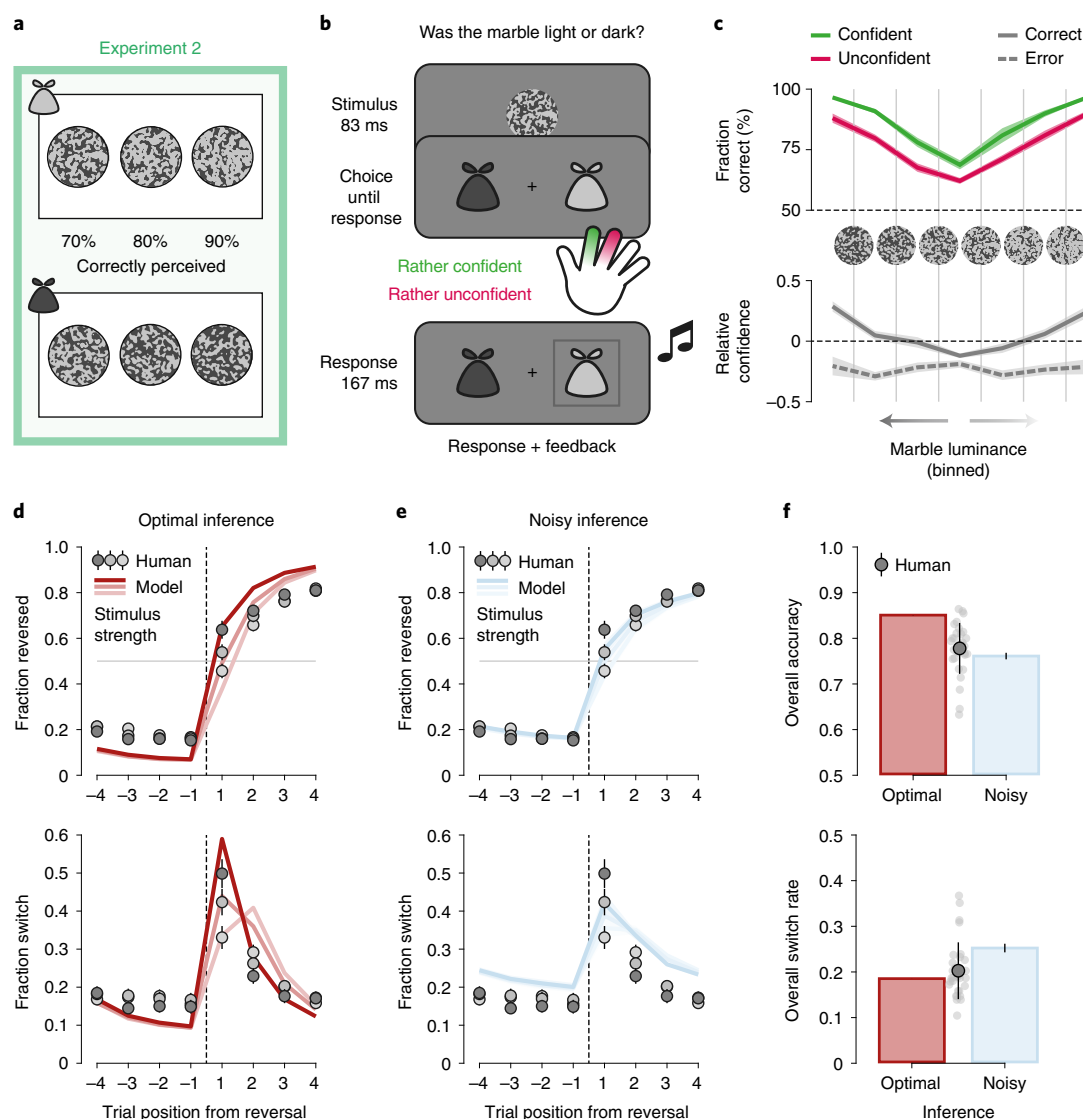 a
Experiment 2
70% 80% 90%
Correctly perceived
b
Was the marble light or dark?
Stimulus
83 ms
Choice
until
response
+
Rather confident
Rather unconfident
Response
167 ms
+
Response + feedback
c
Confident
Unconfident
Correct
Error
Fraction
correct (%)
100
75
50
Relative
confidence
0.5
0
−0.5
Marble luminance
(binned)
d
Optimal inference
Human
Model
Stimulus
strength
Fraction reversed
1.0
0.8
0.6
0.4
0.2
0
−4 −3 −2 −1 1 2 3 4
Fraction switch
0.6
0.5
0.4
0.3
0.2
0.1
0
−4 −3 −2 −1 1 2 3 4
Trial position from reversal
e
Noisy inference
Human
Model
Stimulus
strength
Fraction reversed
1.0
0.8
0.6
0.4
0.2
0
−4 −3 −2 −1 1 2 3 4
Fraction switch
0.6
0.5
0.4
0.3
0.2
0.1
0
−4 −3 −2 −1 1 2 3 4
Trial position from reversal
f
Human
Overall accuracy
1.0
0.9
0.8
0.7
0.6
0.5
Optimal Noisy
Overall switch rate
0.5
0.4
0.3
0.2
0.1
0
Optimal Noisy
Inference